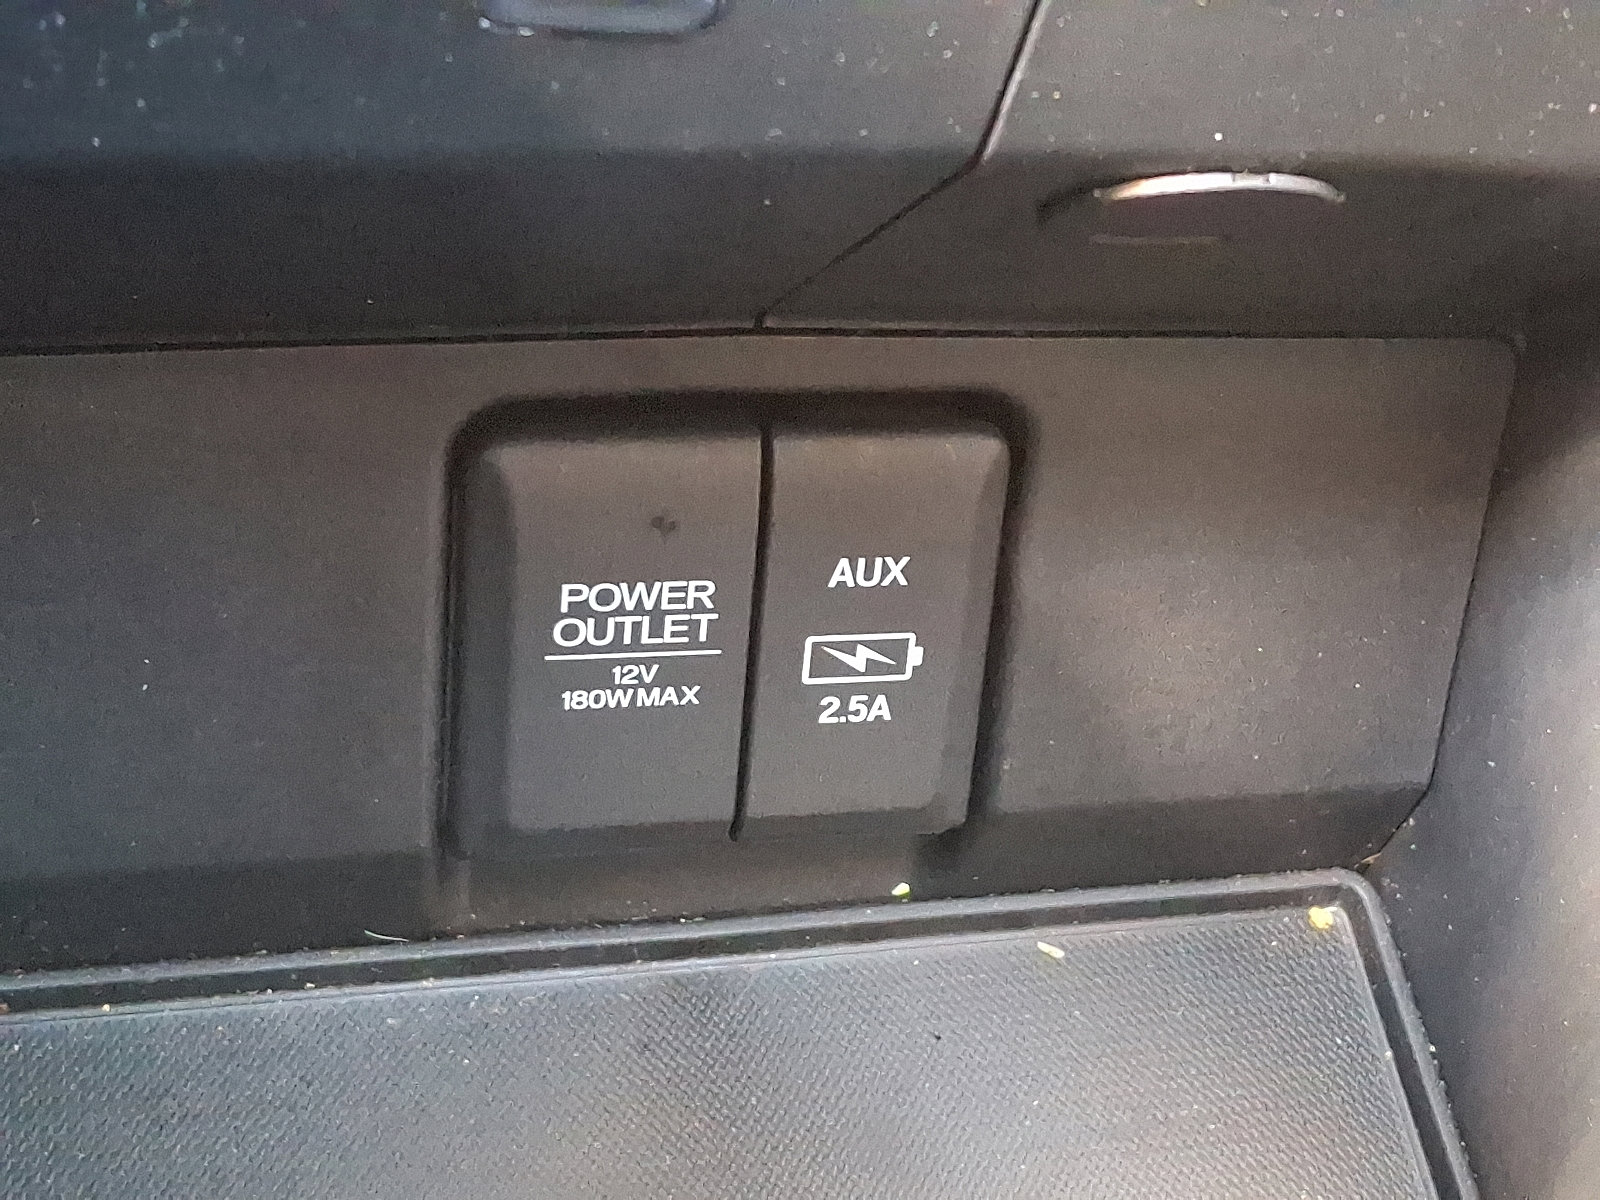 POWER
OUTLET
12V
180W MAX
AUX
2.5A